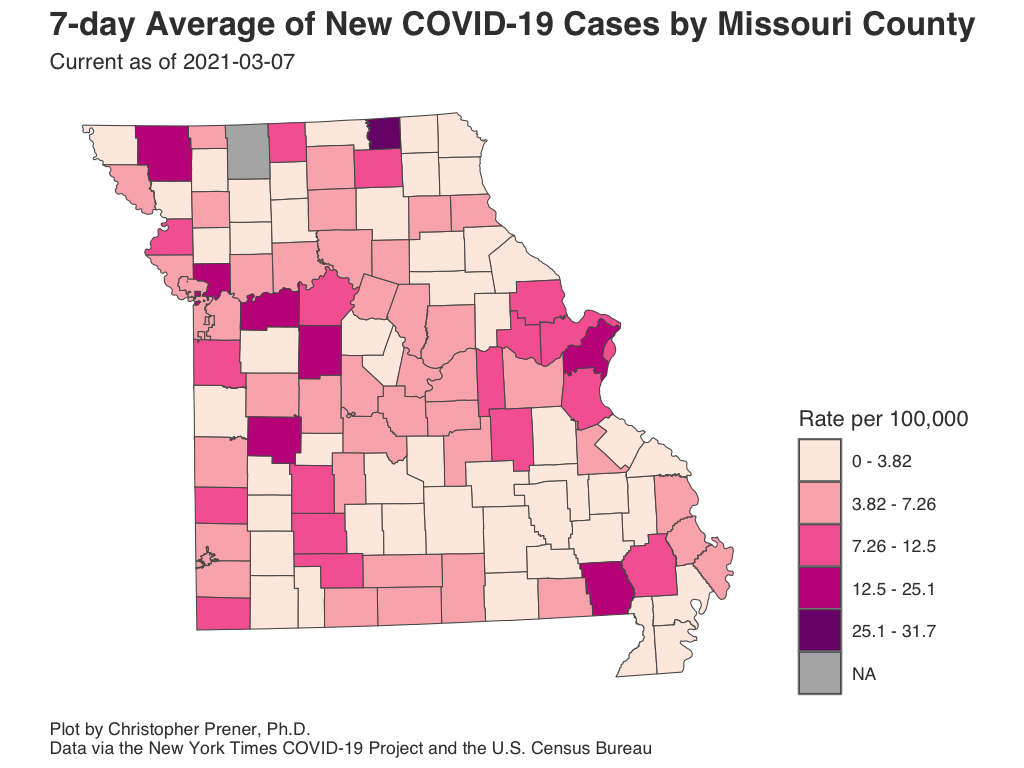 7-day Average of New COVID-19 Cases by Missouri County
Current as of 2021-03-07
Rate per 100,000
0 - 3.82
3.82 - 7.26
7.26 - 12.5
12.5 - 25.1
25.1 - 31.7
NA
Plot by Christopher Prener, Ph.D.
Data via the New York Times COVID-19 Project and the U.S. Census Bureau